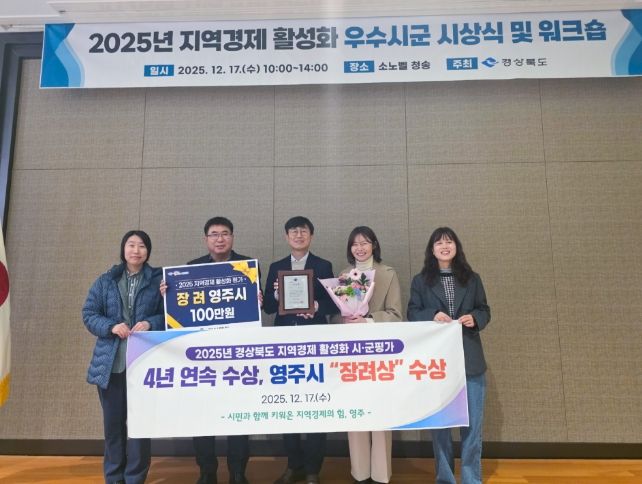 2025년 지역경제 활성화 우수시군 시상식 및 워크숍
일시 2025. 12. 17.(수) 10:00~14:00 장소 소노벨 청송 주최 경상북도
2025 지역경제 활성화 평가
장 려 영주시
100만원
2025년 경상북도 지역경제 활성화 시·군평가
4년 연속 수상, 영주시 "장려상" 수상
2025. 12. 17.(수)
- 시민과 함께 키워온 지역경제의 힘, 영주 -